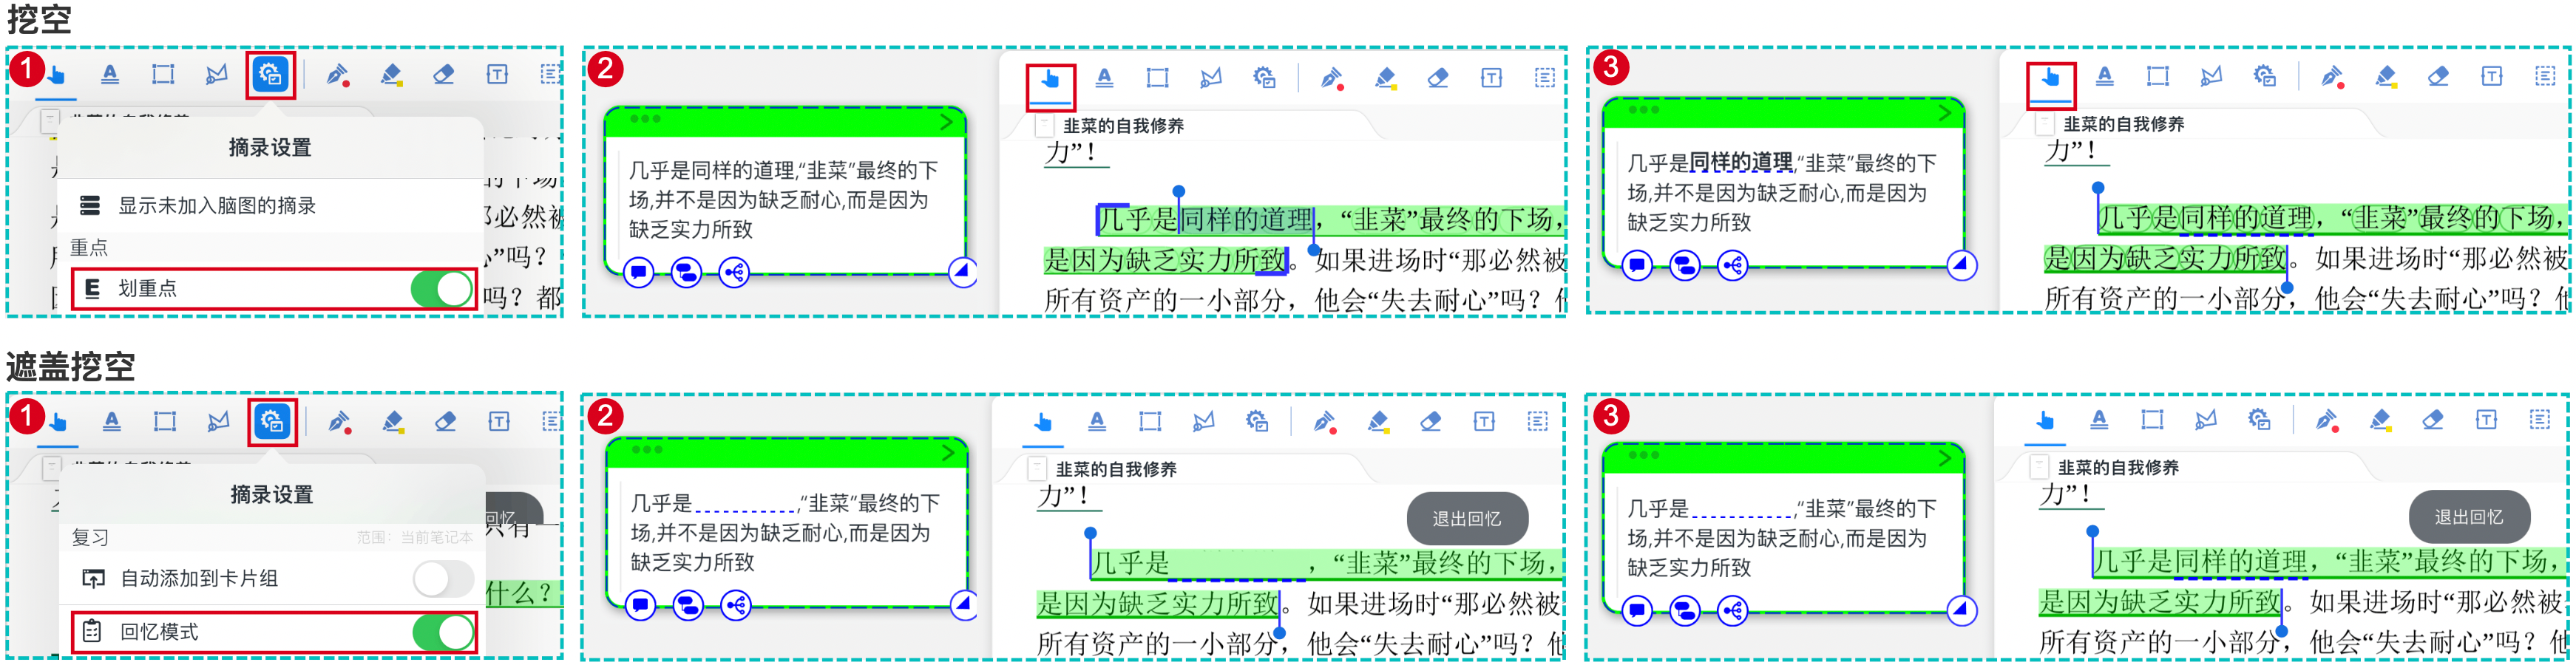 挖空
1
韭菜的自我修养
摘录设置
显示未加入脑图的摘录
重点
划重点
必然被
”吗？
吗？都
2
几乎是同样的道理,“韭菜”最终的下
场,并不是因为缺乏耐心,而是因为
缺乏实力所致
T
韭菜的自我修养
力”！
几乎是同样的道理，“韭菜”最终的下场，
是因为缺乏实力所致。如果进场时“那必然被
所有资产的一小部分，他会“失去耐心”吗？
3
几乎是同样的道理,“韭菜”最终的下
场,并不是因为缺乏耐心,而是因为
缺乏实力所致
T
韭菜的自我修养
力”！
几乎是同样的道理，“韭菜”最终的下场，
是因为缺乏实力所致。如果进场时“那必然被
所有资产的一小部分，他会“失去耐心”吗？
遮盖挖空
1
摘录设置
复习
范围：当前笔记本
自动添加到卡片组
回忆模式
回忆
只有一
什么？
2
几乎是,“韭菜”最终的下
场,并不是因为缺乏耐心,而是因为
缺乏实力所致
T
韭菜的自我修养
力”！
退出回忆
几乎是，“韭菜”最终的下场，
是因为缺乏实力所致。如果进场时“那必然被
所有资产的一小部分，他会“失去耐心”吗？
3
几乎是,“韭菜”最终的下
场,并不是因为缺乏耐心,而是因为
缺乏实力所致
T
韭菜的自我修养
力”！
退出回忆
几乎是同样的道理，“韭菜”最终的下场，
是因为缺乏实力所致。如果进场时“那必然被
所有资产的一小部分，他会“失去耐心”吗？